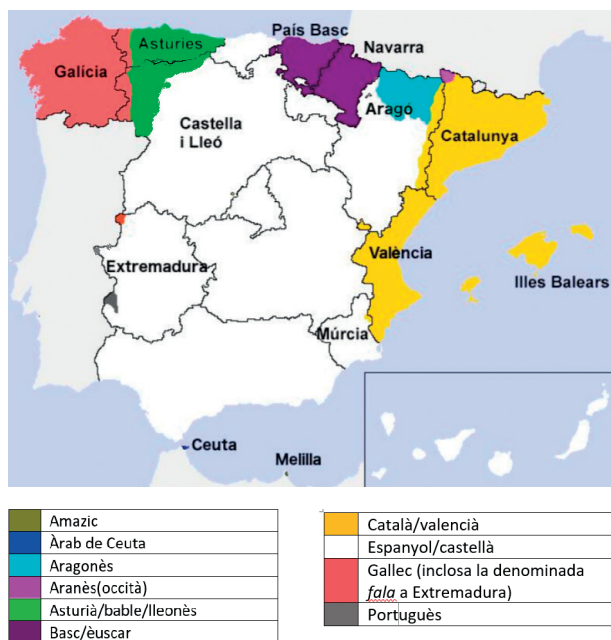 País Basc
Asturies
Navarra
Galícia
Aragó
Castella
i Lleó
Catalunya
València
Extremadura
Illes Balears
Múrcia
Ceuta
Melilla
Amazic
Àrab de Ceuta
Aragonès
Aranès(occità)
Asturià/bable/lleonès
Basc/èuscar
Català/valencià
Espanyol/castellà
Gallec (inclosa la denominada
fala a Extremadura)
Portuguès